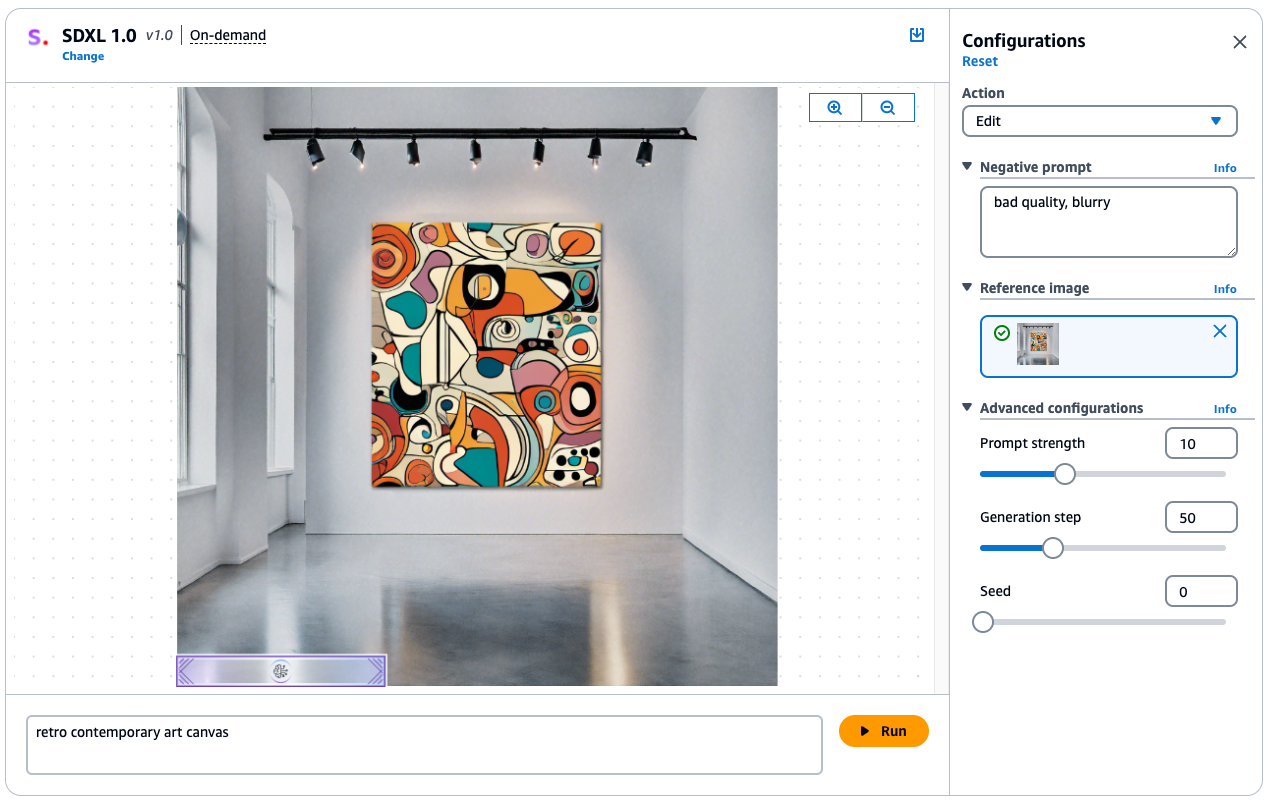 S. SDXL 1.0 v1.0 On-demand
Change
Configurations
Reset
Action
Edit
Negative prompt Info
bad quality, blurry
Reference image Info
Advanced configurations Info
Prompt strength 10
Generation step 50
Seed 0
retro contemporary art canvas
Run